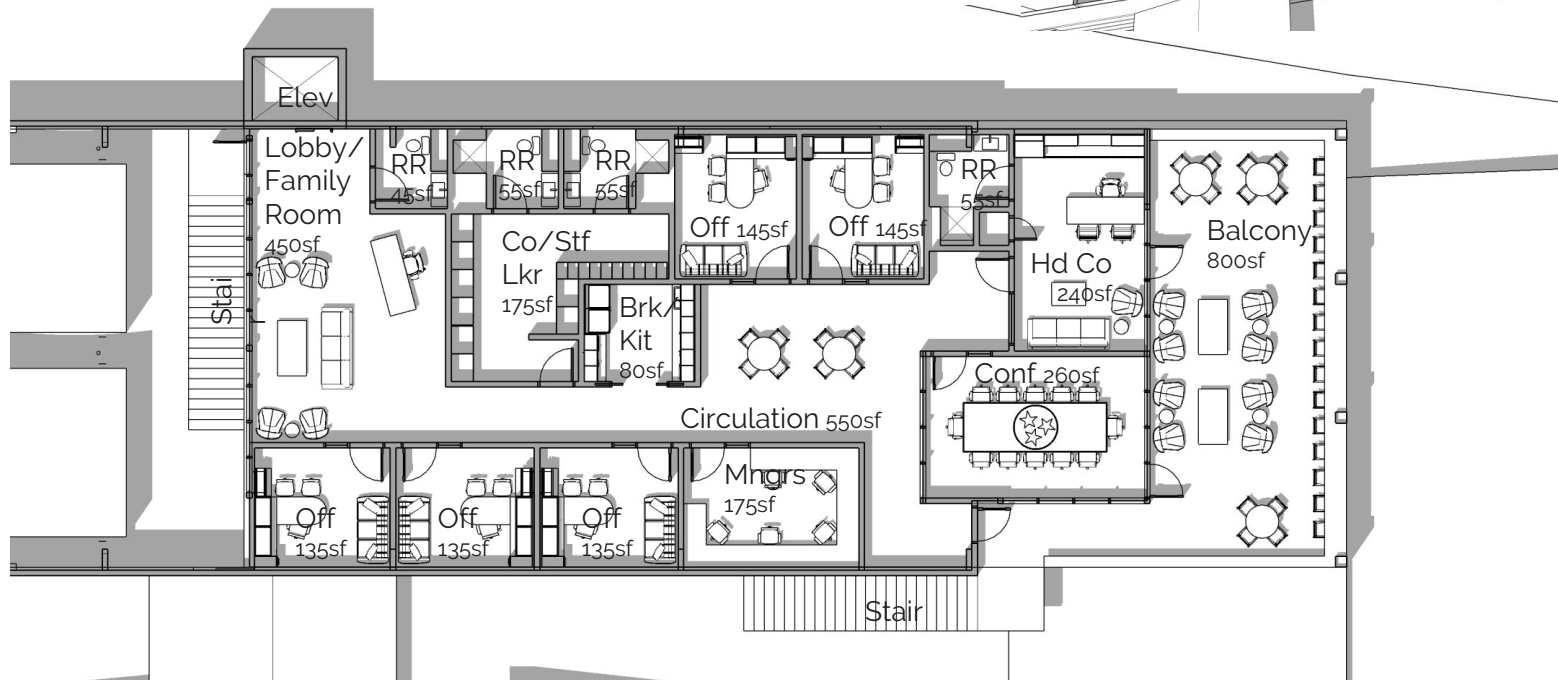 Elev
Lobby/
Family
Room
450sf
RR
45sf
RR
55sf
RR
55sf
Off 145sf
Off 145sf
RR
55sf
Stair
Co/Stf
Lkr
175sf
Brk/
Kit
80sf
Hd Co
240sf
Balcony
800sf
Conf 260sf
Circulation 550sf
Off
135sf
Off
135sf
Off
135sf
Mngrs
175sf
Stair